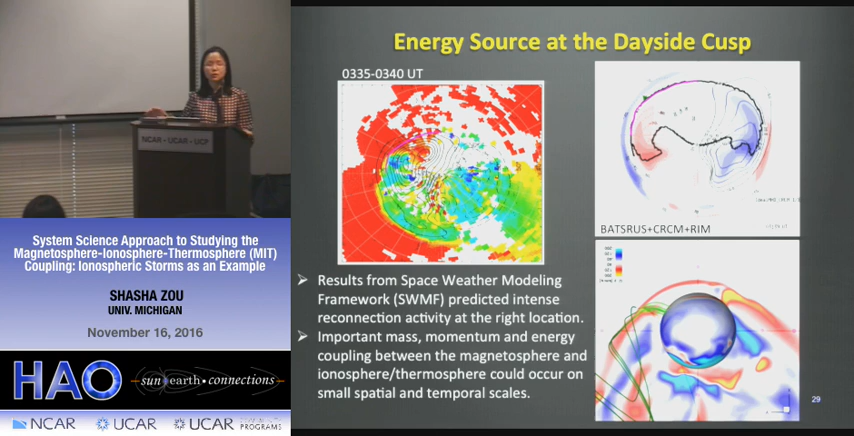 NCAR • UCAR • UCP
System Science Approach to Studying the
Magnetosphere-Ionosphere-Thermosphere (MIT)
Coupling: Ionospheric Storms as an Example
SHASHA ZOU
UNIV. MICHIGAN
November 16, 2016
HAO
sun earth • connections
NCAR
UCAR
UCAR COMMUNITY PROGRAMS
Energy Source at the Dayside Cusp
0335-0340 UT
BATSRUS+CRCM+RIM
➢ Results from Space Weather Modeling
Framework (SWMF) predicted intense
reconnection activity at the right location.
➢ Important mass, momentum and energy
coupling between the magnetosphere and
ionosphere/thermosphere could occur on
small spatial and temporal scales.
29